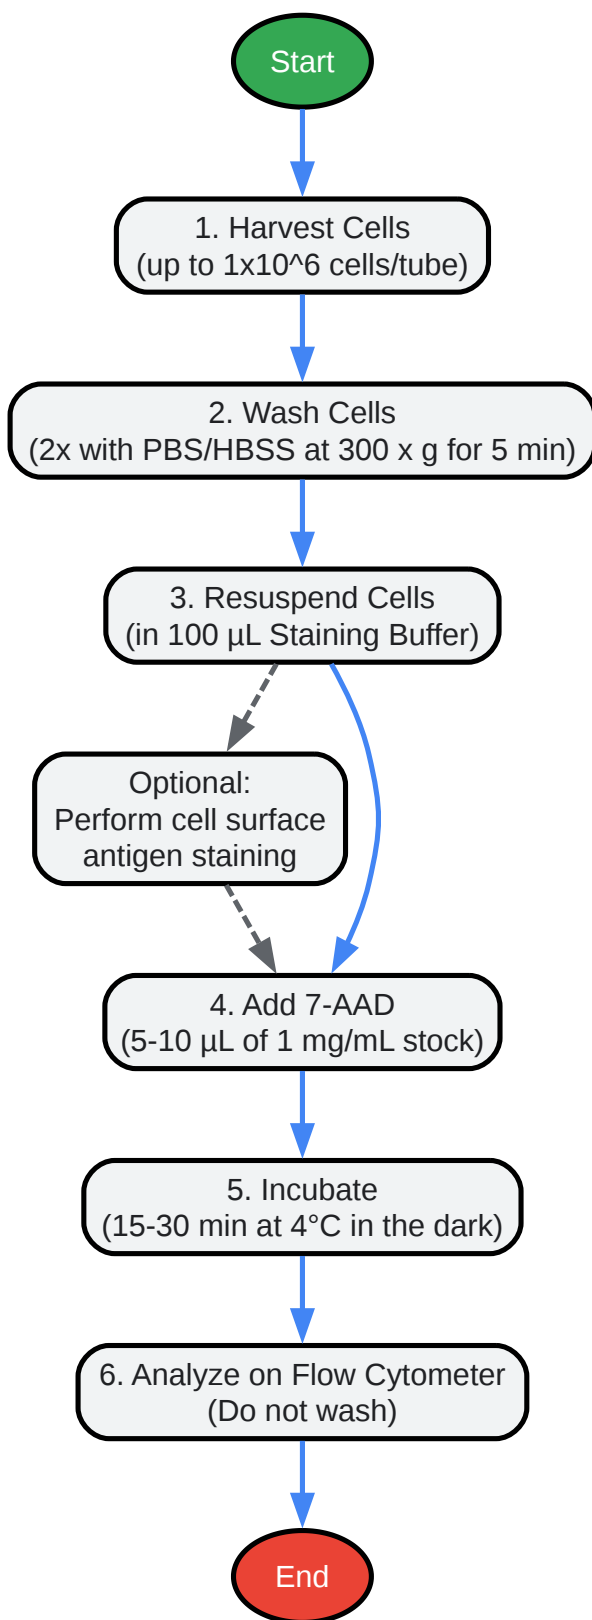 Start
1. Harvest Cells
(up to 1x10^6 cells/tube)
2. Wash Cells
(2x with PBS/HBSS at 300 x g for 5 min)
3. Resuspend Cells
(in 100 µL Staining Buffer)
Optional:
Perform cell surface
antigen staining
4. Add 7-AAD
(5-10 µL of 1 mg/mL stock)
5. Incubate
(15-30 min at 4°C in the dark)
6. Analyze on Flow Cytometer
(Do not wash)
End